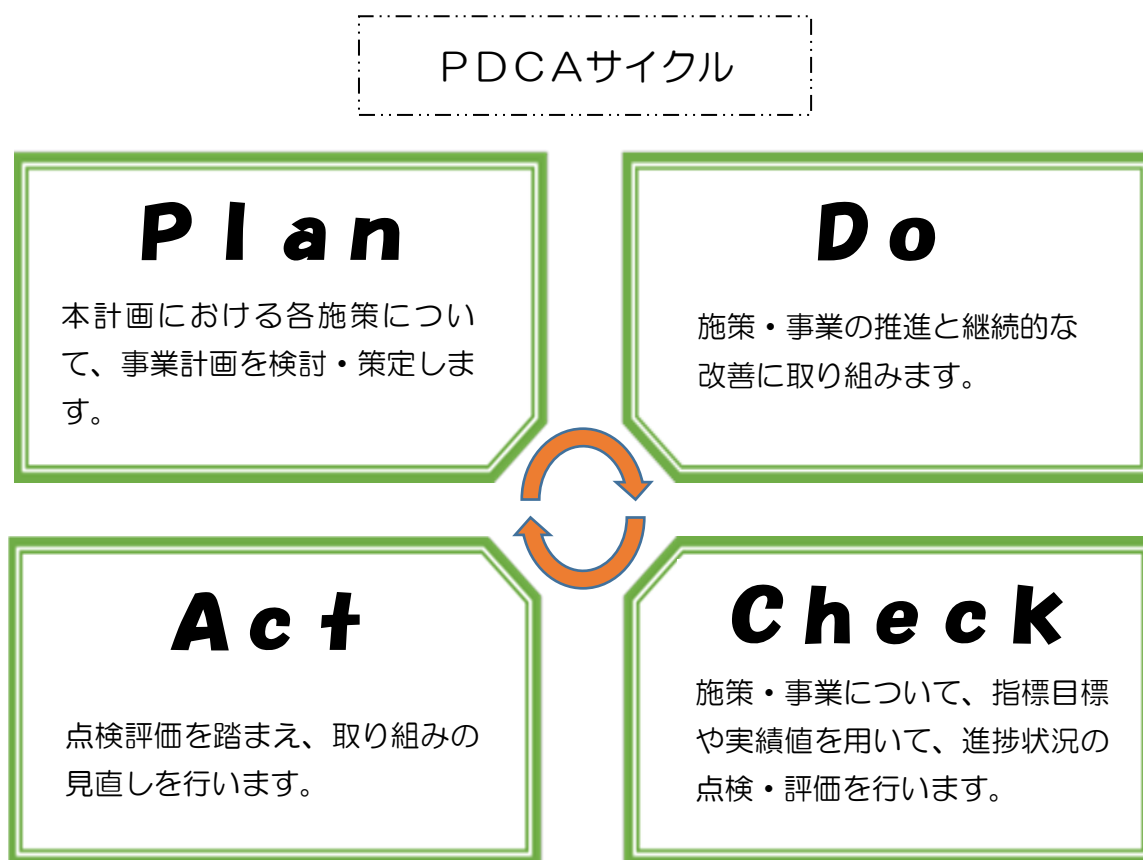 PDCAサイクル
Plan
本計画における各施策につい
て、事業計画を検討・策定しま
す。
Do
施策・事業の推進と継続的な
改善に取り組みます。
Act
点検評価を踏まえ、取り組みの
見直しを行います。
Check
施策・事業について、指標目標
や実績値を用いて、進捗状況の
点検・評価を行います。